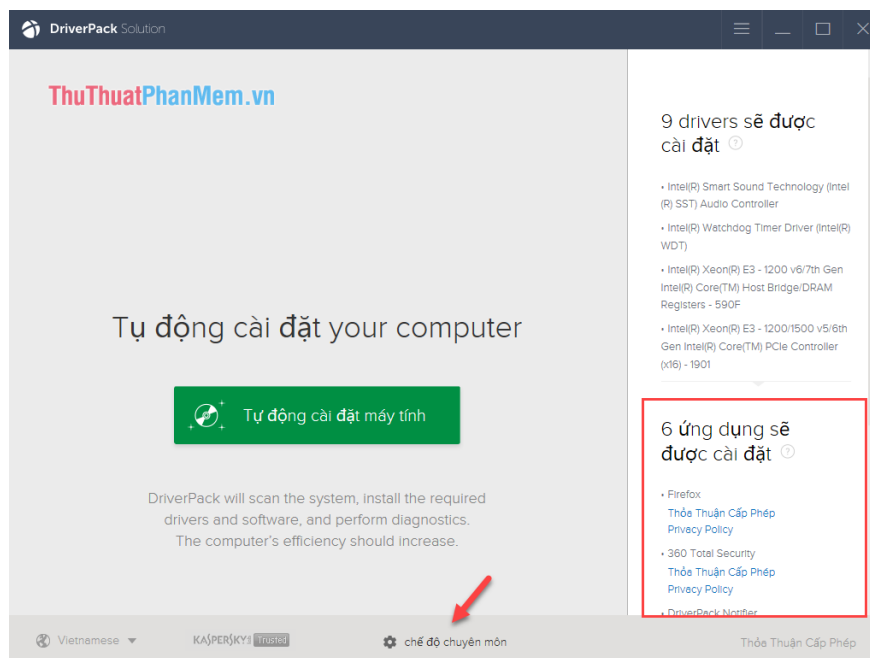 DriverPack Solution
ThuThuatPhanMem.vn
9 drivers sẽ được
cài đặt ?
• Intel(R) Smart Sound Technology (Intel
(R) SST) Audio Controller
• Intel(R) Watchdog Timer Driver (Intel(R)
WDT)
• Intel(R) Xeon(R) E3 - 1200 v6/7th Gen
Intel(R) Core(TM) Host Bridge/DRAM
Registers - 590F
• Intel(R) Xeon(R) E3 - 1200/1500 v5/6th
Gen Intel(R) Core(TM) PCIe Controller
(x16) - 1901
Tụ động cài đặt your computer
Tự động cài đặt máy tính
DriverPack will scan the system, install the required
drivers and software, and perform diagnostics.
The computer's efficiency should increase.
6 ứng dụng sẽ
được cài đặt ?
• Firefox
Thỏa Thuận Cấp Phép
Privacy Policy
• 360 Total Security
Thỏa Thuận Cấp Phép
Privacy Policy
• DriverPack Notifier
Vietnamese
KASPERSKY Trusted
chế độ chuyên môn
Thỏa Thuận Cấp Phép